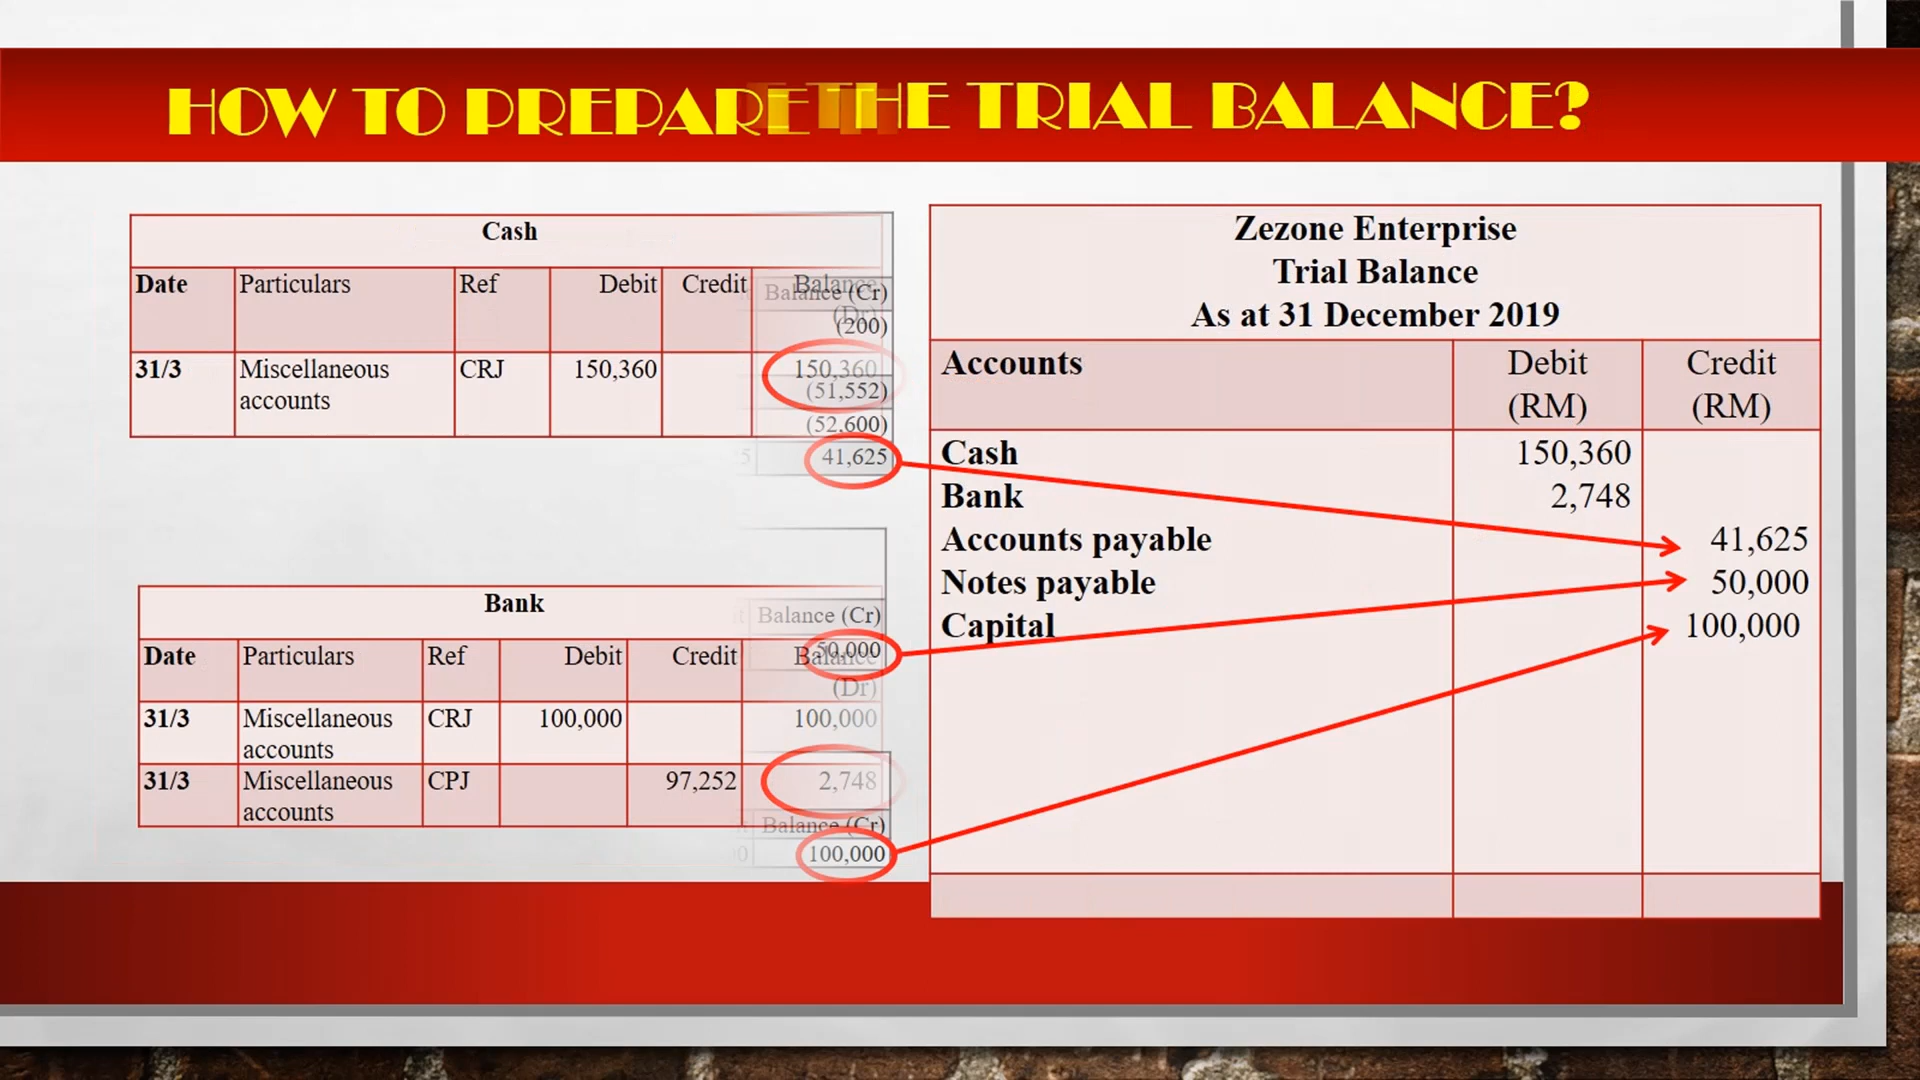 HOW TO PREPARE THE TRIAL BALANCE?
Cash
Date Particulars Ref Debit Credit Balance (Dr)
31/3 Miscellaneous accounts CRJ 150,360 150,360
Balance (Cr)
(200)
(51,552)
(52,600)
41,625
Bank
Date Particulars Ref Debit Credit Balance (Dr)
31/3 Miscellaneous accounts CRJ 100,000 100,000
31/3 Miscellaneous accounts CPJ 97,252 2,748
Balance (Cr)
50,000
Balance (Cr)
100,000
Zezone Enterprise
Trial Balance
As at 31 December 2019
Accounts Debit (RM) Credit (RM)
Cash 150,360
Bank 2,748
Accounts payable 41,625
Notes payable 50,000
Capital 100,000